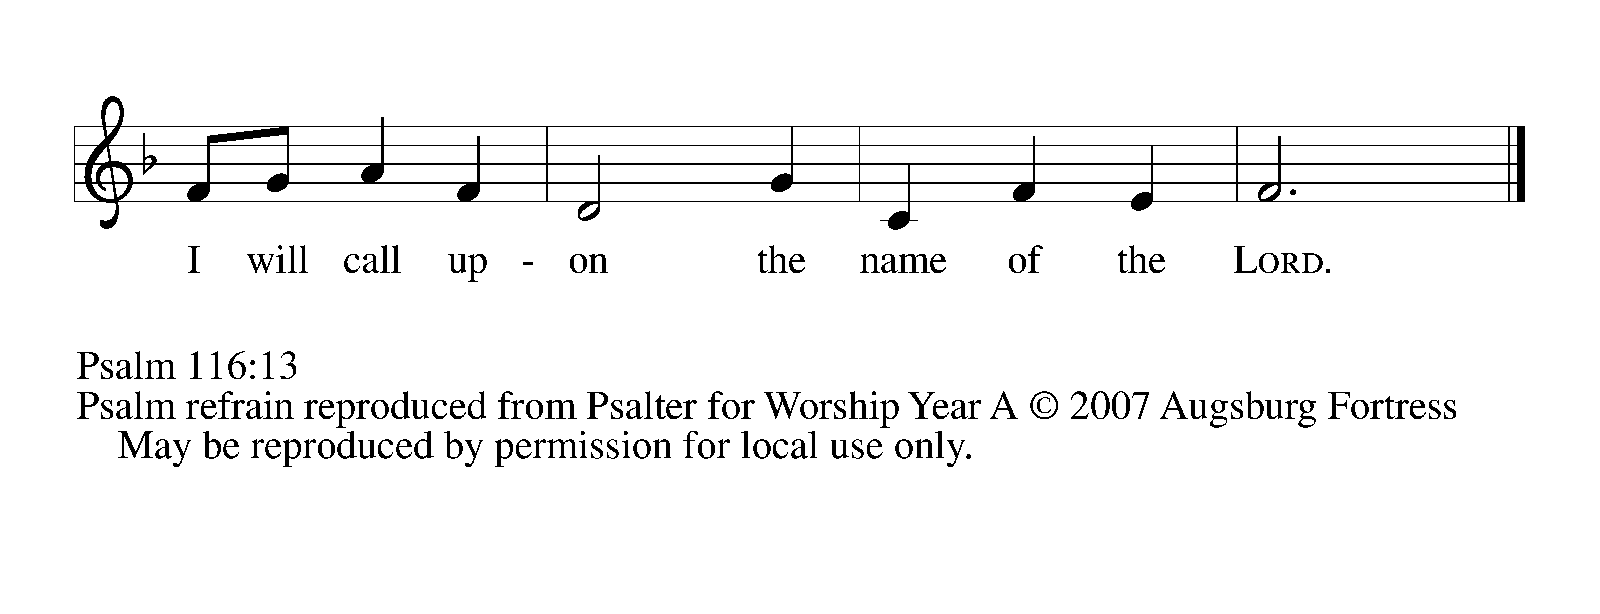 I will call up - on the name of the LORD.
Psalm 116:13
Psalm refrain reproduced from Psalter for Worship Year A © 2007 Augsburg Fortress
May be reproduced by permission for local use only.